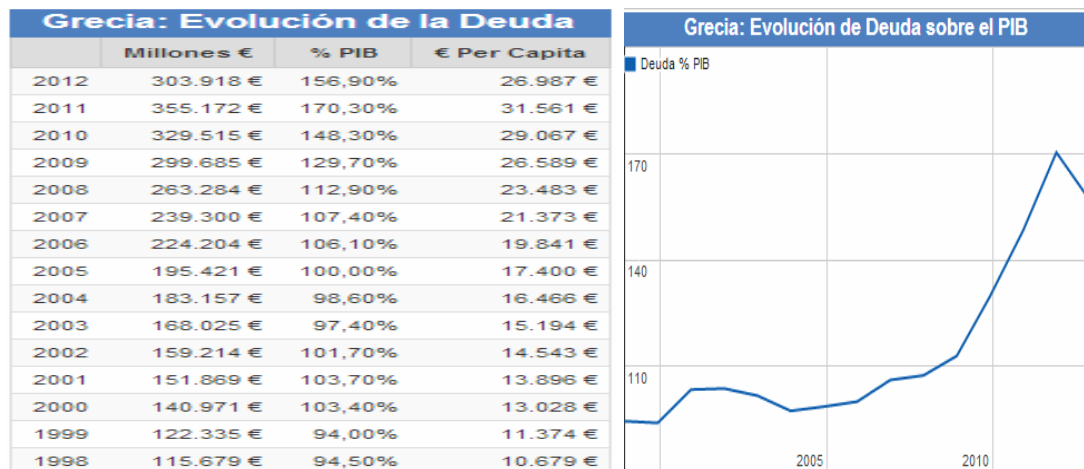 Grecia: Evolución de la Deuda
Millones € % PIB € Per Capita
2012 303.918 € 156,90% 26.987 €
2011 355.172 € 170,30% 31.561 €
2010 329.515 € 148,30% 29.067 €
2009 299.685 € 129,70% 26.589 €
2008 263.284 € 112,90% 23.483 €
2007 239.300 € 107,40% 21.373 €
2006 224.204 € 106,10% 19.841 €
2005 195.421 € 100,00% 17.400 €
2004 183.157 € 98,60% 16.466 €
2003 168.025 € 97,40% 15.194 €
2002 159.214 € 101,70% 14.543 €
2001 151.869 € 103,70% 13.896 €
2000 140.971 € 103,40% 13.028 €
1999 122.335 € 94,00% 11.374 €
1998 115.679 € 94,50% 10.679 €
Grecia: Evolución de Deuda sobre el PIB
Deuda % PIB
170
140
110
2005 2010